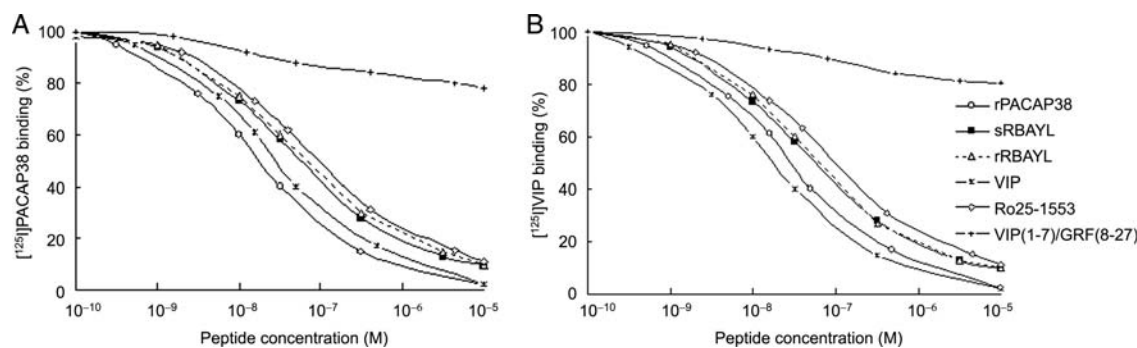 A
[¹²⁵I]PACAP38 binding (%)
100
80
60
40
20
0
10⁻¹⁰ 10⁻⁹ 10⁻⁸ 10⁻⁷ 10⁻⁶ 10⁻⁵
Peptide concentration (M)
B
[¹²⁵I]VIP binding (%)
100
80
60
40
20
0
10⁻¹⁰ 10⁻⁹ 10⁻⁸ 10⁻⁷ 10⁻⁶ 10⁻⁵
Peptide concentration (M)
rPACAP38
sRBAYL
rRBAYL
VIP
Ro25-1553
VIP(1-7)/GRF(8-27)